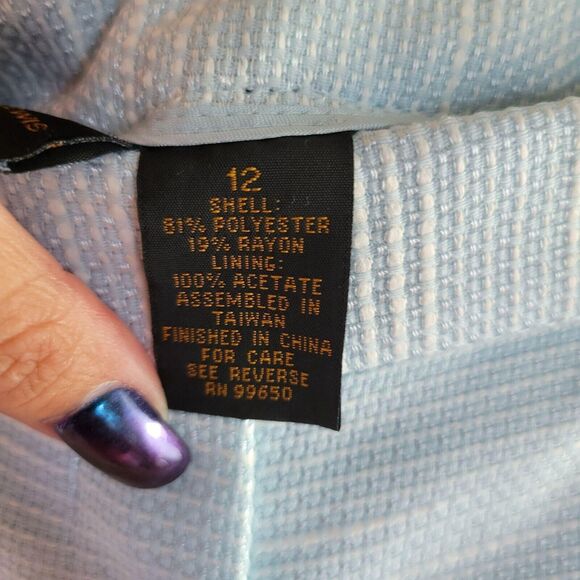 12
SHELL:
81% POLYESTER
19% RAYON
LINING:
100% ACETATE
ASSEMBLED IN
TAIWAN
FINISHED IN CHINA
FOR CARE
SEE REVERSE
RN 99650